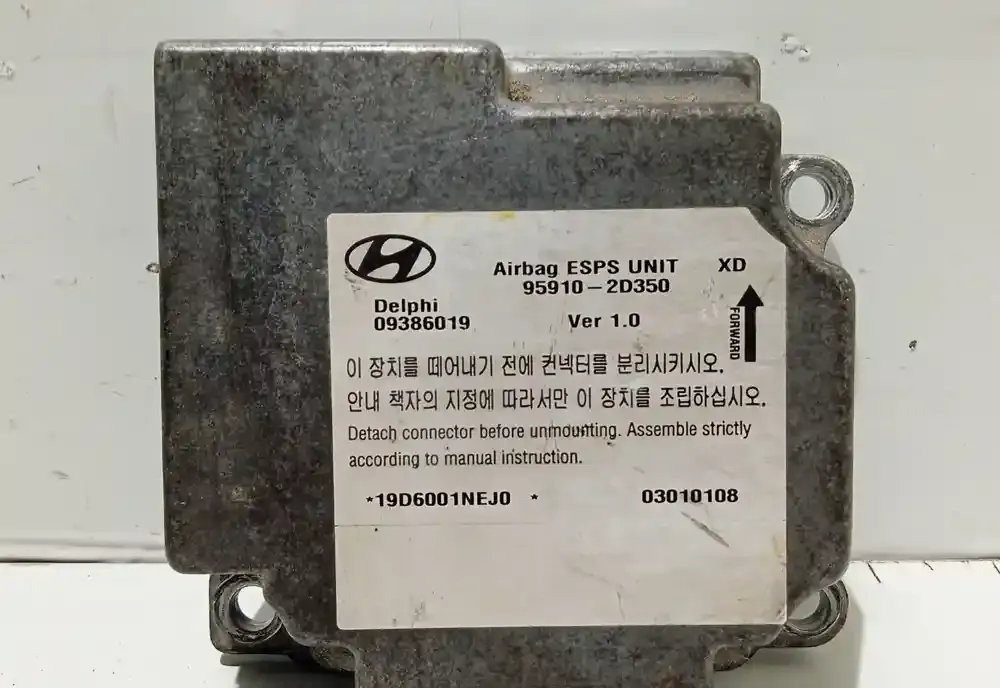 Airbag ESPS UNIT XD
95910-2D350
Delphi
09386019 Ver 1.0
FORWARD
이 장치를 떼어내기 전에 컨넥터를 분리시키시오.
안내 책자의 지정에 따라서만 이 장치를 조립하십시오.
Detach connector before unmounting. Assemble strictly
according to manual instruction.
*19D6001NEJ0 * 03010108